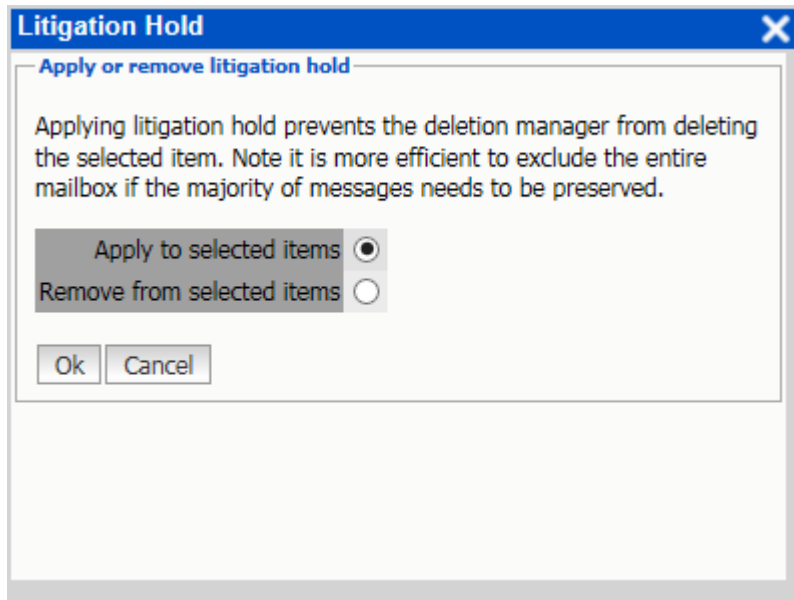 Litigation Hold
Apply or remove litigation hold
Applying litigation hold prevents the deletion manager from deleting
the selected item. Note it is more efficient to exclude the entire
mailbox if the majority of messages needs to be preserved.
Apply to selected items
Remove from selected items
Ok Cancel